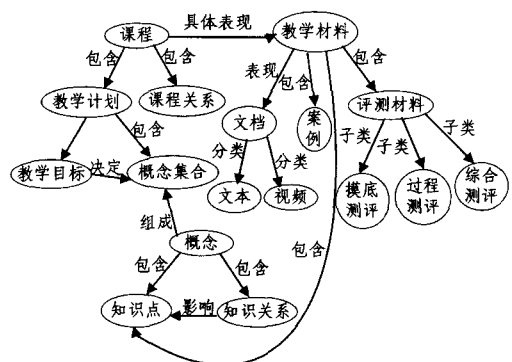 课程
具体表现
教学材料
包含
包含
表现
包含
包含
教学计划
课程关系
评测材料
包含
文档
案
例
子类
子类
子类
分类
分类
教学目标
决定
概念集合
文本
视频
摸底
测评
过程
测评
综合
测评
组成
概念
包含
包含
包含
知识点
影响
知识关系